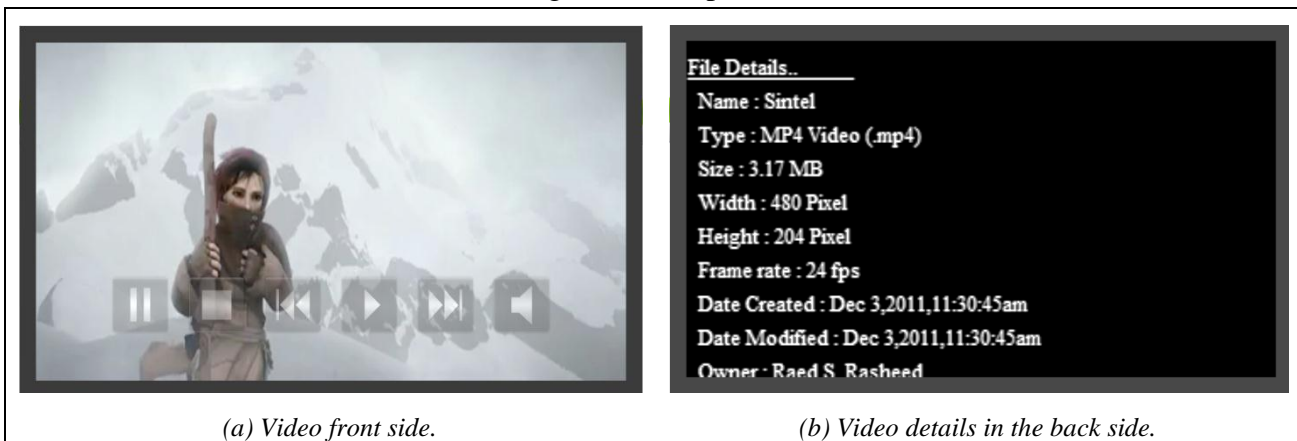 File Details..
Name : Sintel
Type : MP4 Video (.mp4)
Size : 3.17 MB
Width : 480 Pixel
Height : 204 Pixel
Frame rate : 24 fps
Date Created : Dec 3,2011,11:30:45am
Date Modified : Dec 3,2011,11:30:45am
Owner : Raed S. Rasheed
(a) Video front side.
(b) Video details in the back side.